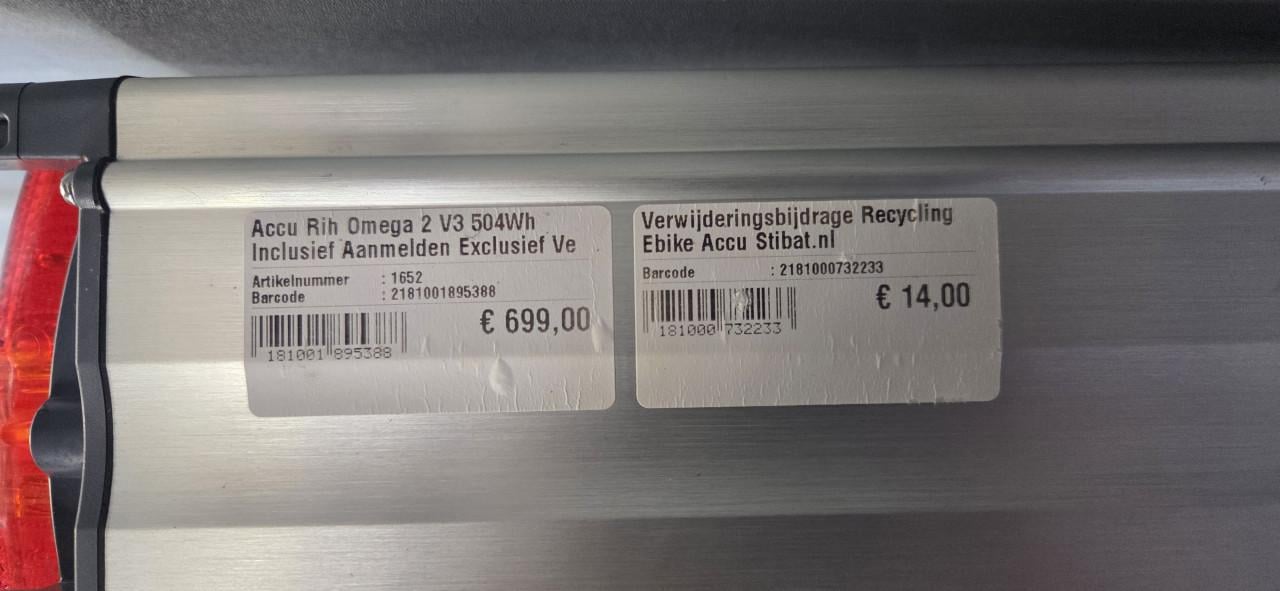 Accu Rih Omega 2 V3 504Wh
Inclusief Aanmelden Exclusief Ve
Artikelnummer : 1652
Barcode : 2181001895388
€ 699,00
181001 895388
Verwijderingsbijdrage Recycling
Ebike Accu Stibat.nl
Barcode : 2181000732233
€ 14,00
181000 732233